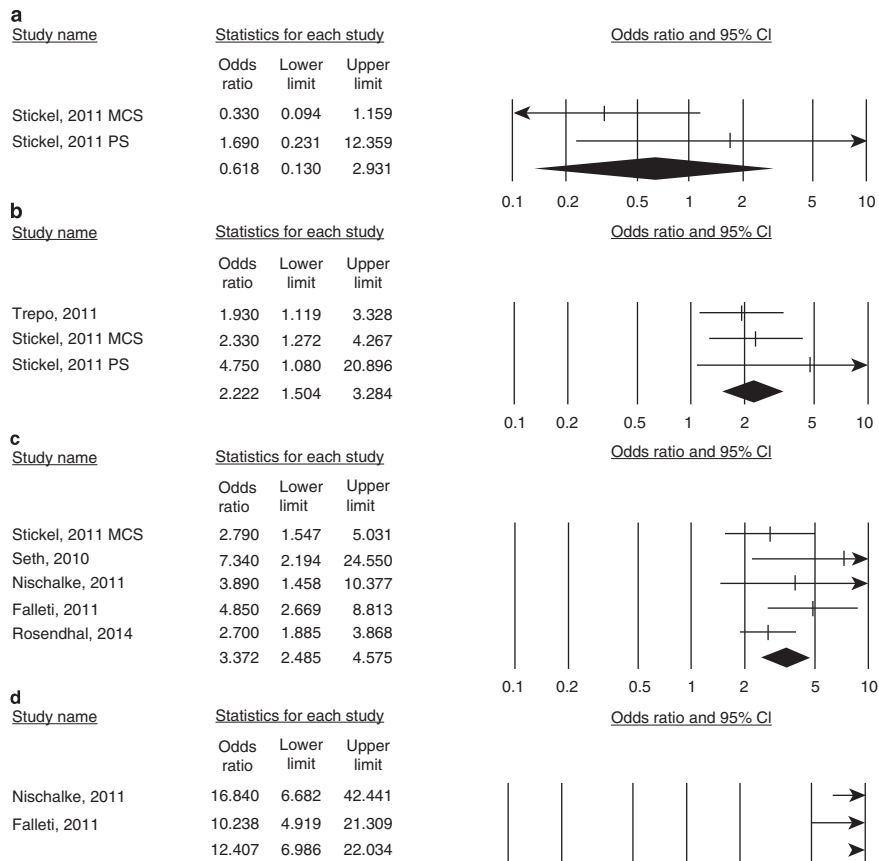 a
Study name Statistics for each study Odds ratio and 95% CI
Odds ratio Lower limit Upper limit
Stickel, 2011 MCS 0.330 0.094 1.159
Stickel, 2011 PS 1.690 0.231 12.359
0.618 0.130 2.931
0.1 0.2 0.5 1 2 5 10
b
Study name Statistics for each study Odds ratio and 95% CI
Odds ratio Lower limit Upper limit
Trepo, 2011 1.930 1.119 3.328
Stickel, 2011 MCS 2.330 1.272 4.267
Stickel, 2011 PS 4.750 1.080 20.896
2.222 1.504 3.284
0.1 0.2 0.5 1 2 5 10
c
Study name Statistics for each study Odds ratio and 95% CI
Odds ratio Lower limit Upper limit
Stickel, 2011 MCS 2.790 1.547 5.031
Seth, 2010 7.340 2.194 24.550
Nischalke, 2011 3.890 1.458 10.377
Falleti, 2011 4.850 2.669 8.813
Rosendhal, 2014 2.700 1.885 3.868
3.372 2.485 4.575
0.1 0.2 0.5 1 2 5 10
d
Study name Statistics for each study Odds ratio and 95% CI
Odds ratio Lower limit Upper limit
Nischalke, 2011 16.840 6.682 42.441
Falleti, 2011 10.238 4.919 21.309
12.407 6.986 22.034